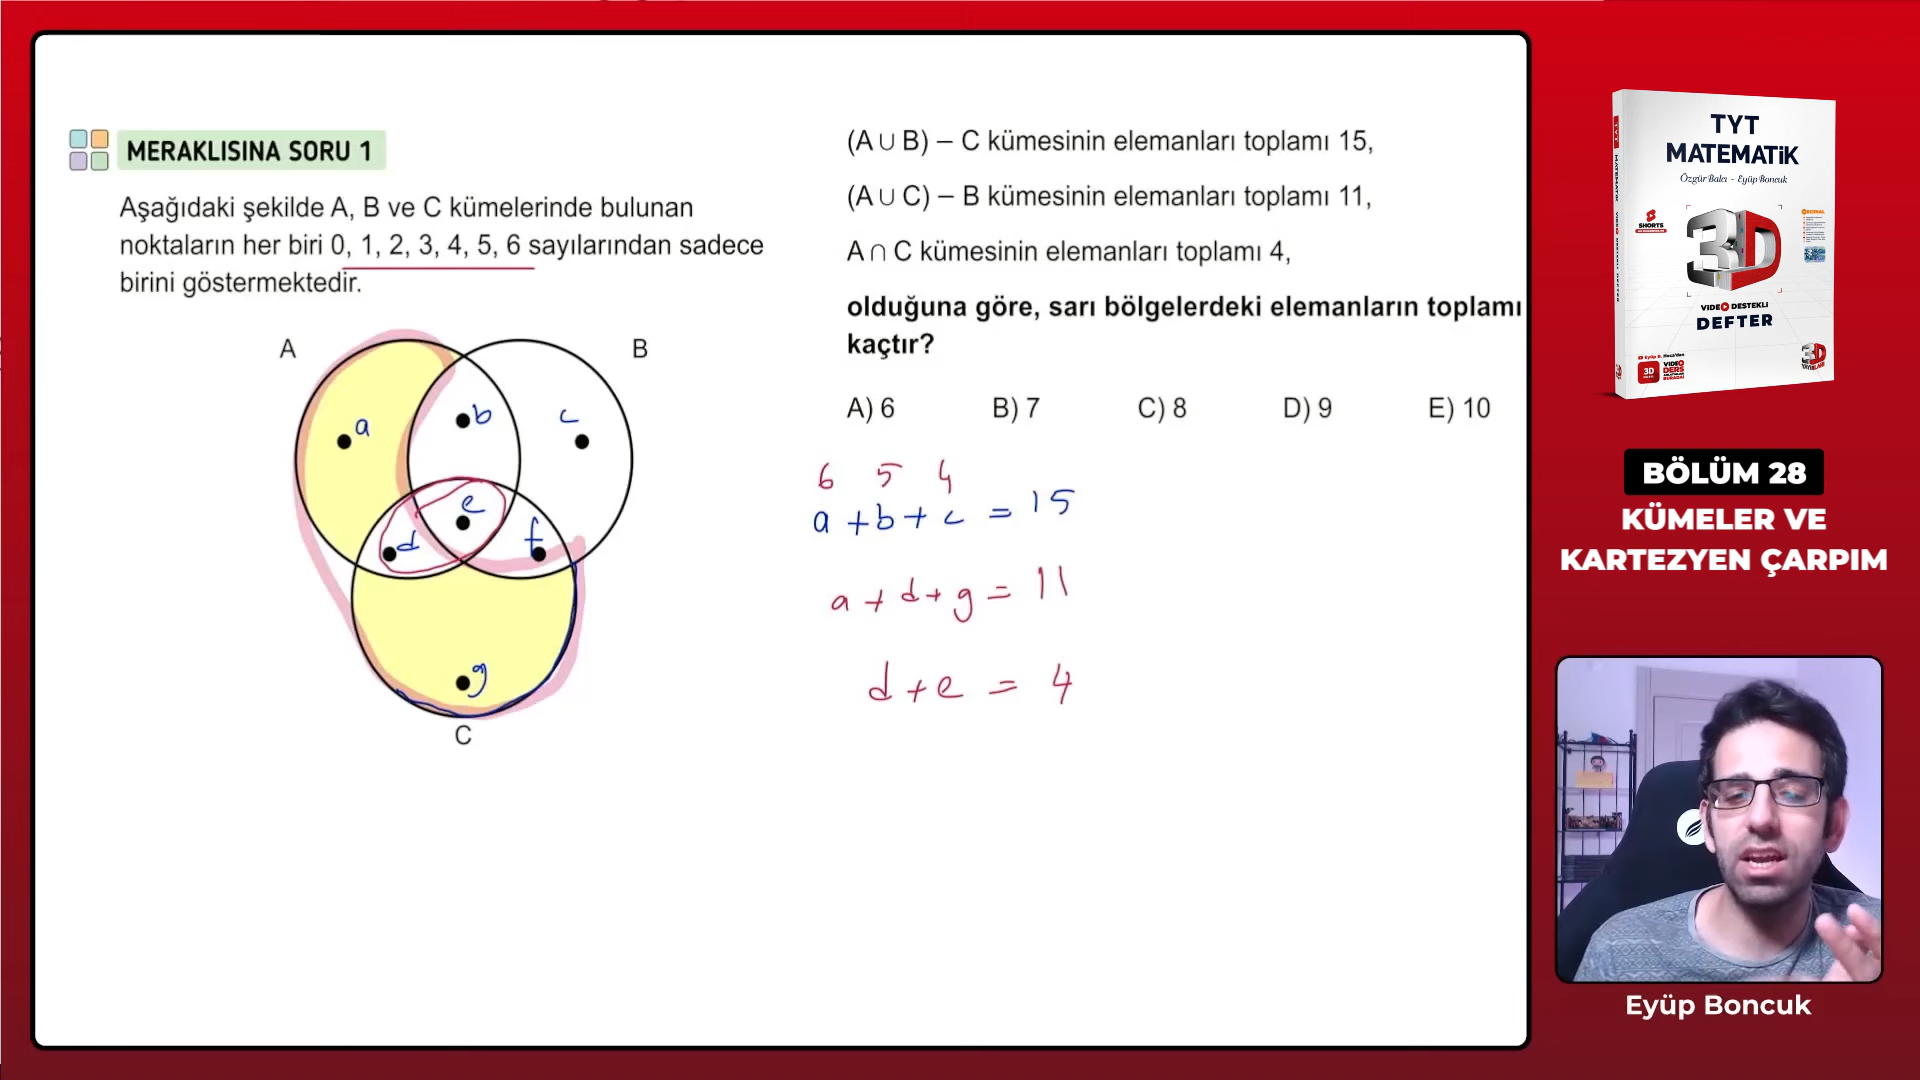 MERAKLISINA SORU 1
Aşağıdaki şekilde A, B ve C kümelerinde bulunan
noktaların her biri 0, 1, 2, 3, 4, 5, 6 sayılarından sadece
birini göstermektedir.
A
B
a
b
c
e
d
f
g
C
(A ∪ B) – C kümesinin elemanları toplamı 15,
(A ∪ C) – B kümesinin elemanları toplamı 11,
A ∩ C kümesinin elemanları toplamı 4,
olduğuna göre, sarı bölgelerdeki elemanların toplamı
kaçtır?
A) 6 B) 7 C) 8 D) 9 E) 10
6 5 4
a + b + c = 15
a + d + g = 11
d + e = 4
TYT
MATEMATİK
Özgür Balcı - Eyüp Boncuk
SHORTS
3D
VIDEO DESTEKLI
DEFTER
BÖLÜM 28
KÜMELER VE
KARTEZYEN ÇARPIM
Eyüp Boncuk